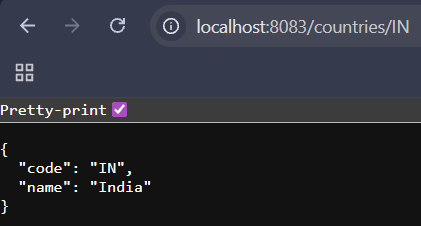 localhost:8083/countries/IN
Pretty-print
{
  "code": "IN",
  "name": "India"
}